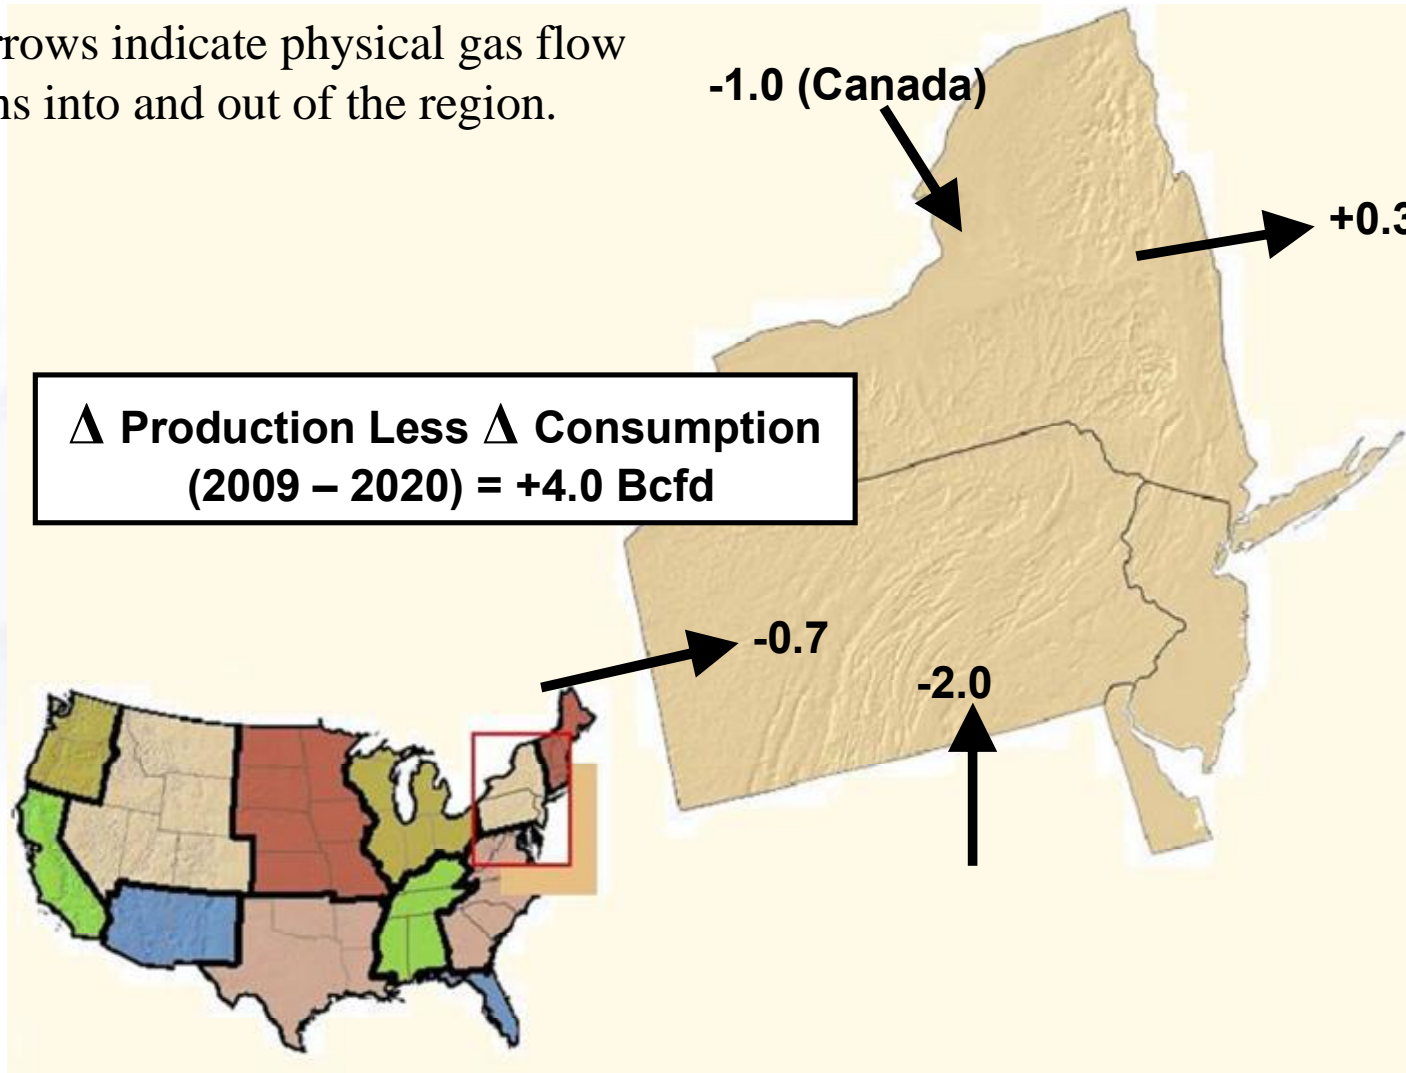 rrows indicate physical gas flow
ns into and out of the region.
-1.0 (Canada)
+0.3
Δ Production Less Δ Consumption
(2009 – 2020) = +4.0 Bcfd
-0.7
-2.0